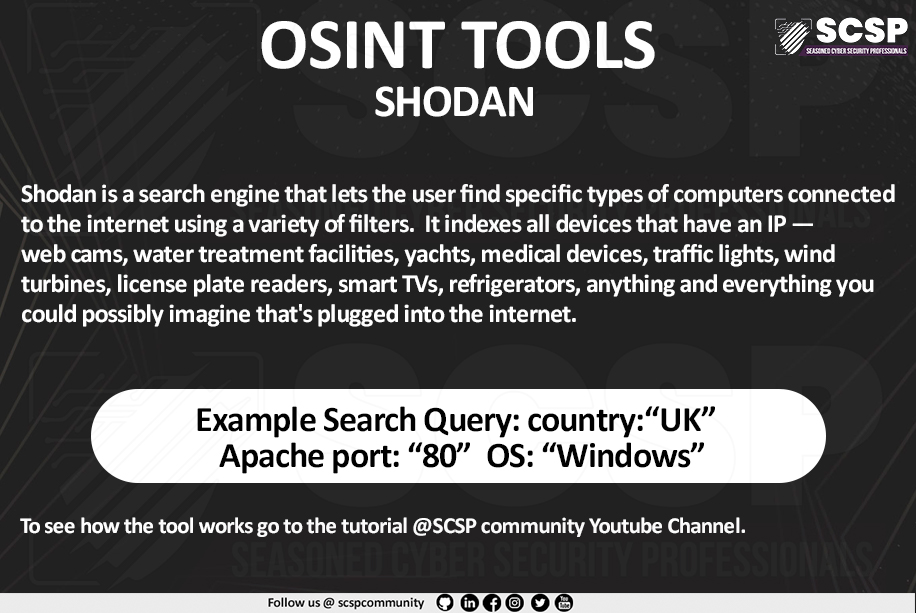 OSINT TOOLS
SCSP
SEASONED CYBER SECURITY PROFESSIONALS
SHODAN
Shodan is a search engine that lets the user find specific types of computers connected
to the internet using a variety of filters.  It indexes all devices that have an IP —
web cams, water treatment facilities, yachts, medical devices, traffic lights, wind
turbines, license plate readers, smart TVs, refrigerators, anything and everything you
could possibly imagine that's plugged into the internet.
Example Search Query: country:“UK”
Apache port: “80”  OS: “Windows”
To see how the tool works go to the tutorial @SCSP community Youtube Channel.
SEASONED CYBER SECURITY PROFESSIONALS
Follow us @ scspcommunity